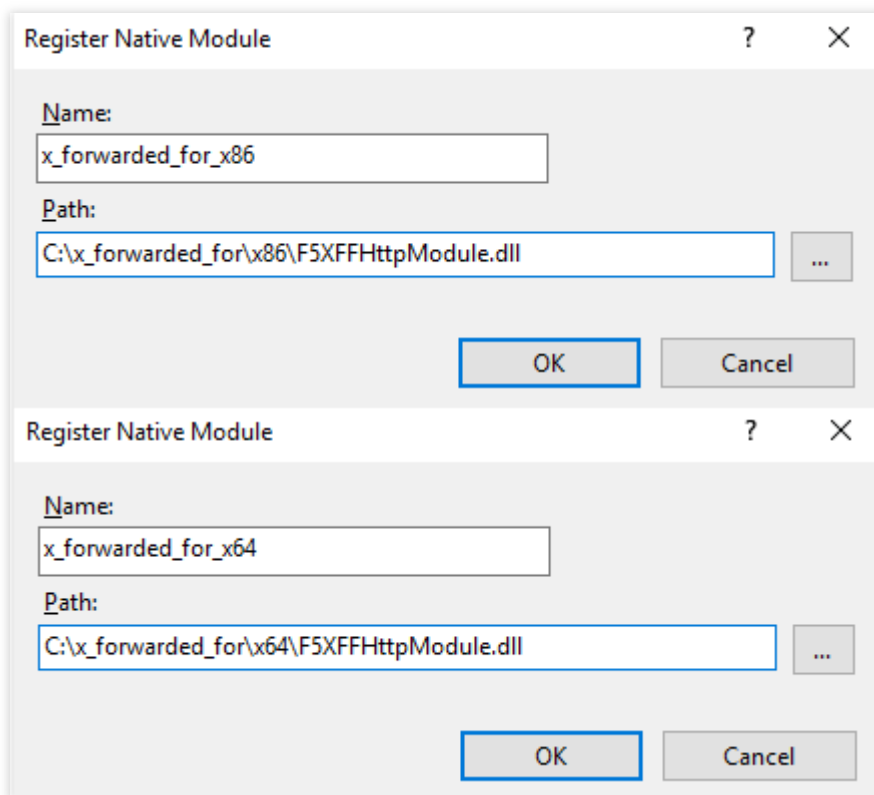 Register Native Module ?
Name:
x_forwarded_for_x86
Path:
C:\x_forwarded_for\x86\F5XFFHttpModule.dll ...
OK Cancel
Register Native Module ?
Name:
x_forwarded_for_x64
Path:
C:\x_forwarded_for\x64\F5XFFHttpModule.dll ...
OK Cancel